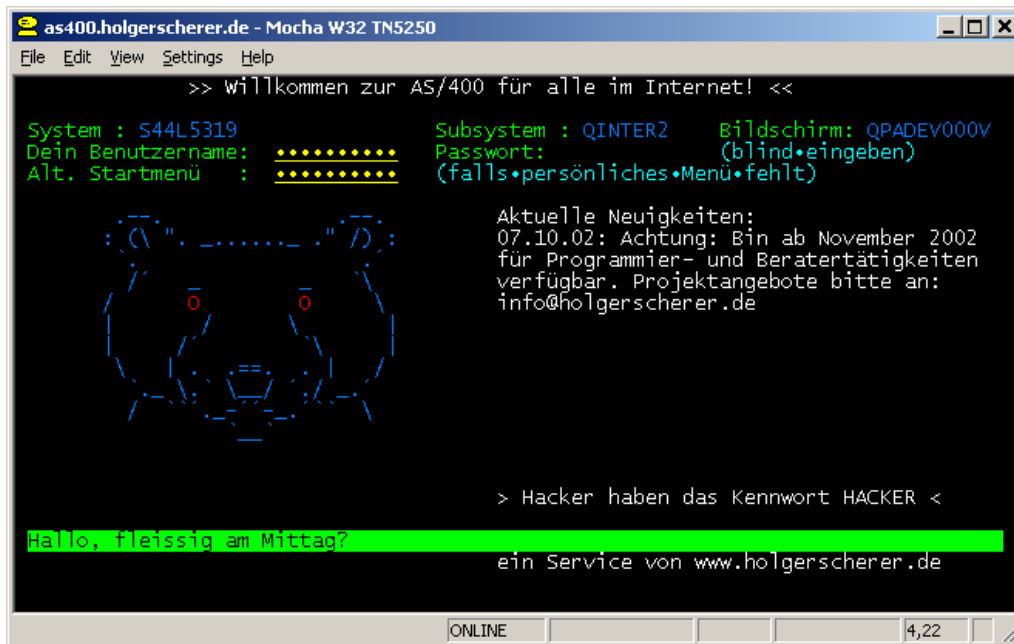 as400.holgerscherer.de - Mocha W32 TN5250
File Edit View Settings Help
>> Willkommen zur AS/400 für alle im Internet! <<
System : S44L5319 Subsystem : QINTER2 Bildschirm: QPADEV000V
Dein Benutzername: •••••••••• Passwort: (blind•eingeben)
Alt. Startmenü : •••••••••• (falls•persönliches•Menü•fehlt)
Aktuelle Neuigkeiten:
07.10.02: Achtung: Bin ab November 2002
für Programmier- und Beratertätigkeiten
verfügbar. Projektangebote bitte an:
info@holgerscherer.de
> Hacker haben das Kennwort HACKER <
Hallo, fleissig am Mittag?
ein Service von www.holgerscherer.de
ONLINE 4,22